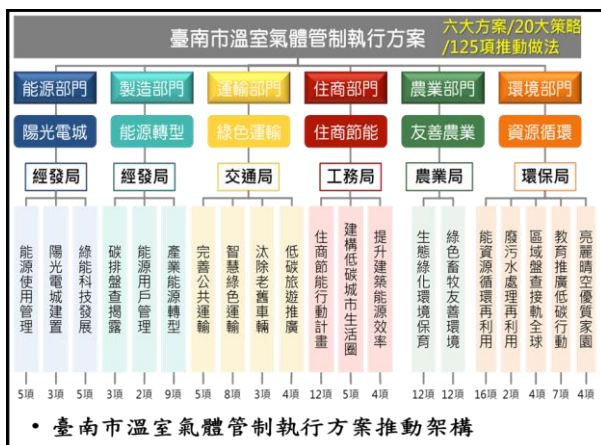 臺南市溫室氣體管制執行方案
六大方案/20大策略
/125項推動做法
能源部門 製造部門 運輸部門 住商部門 農業部門 環境部門
陽光電城 能源轉型 綠色運輸 住商節能 友善農業 資源循環
經發局 經發局 交通局 工務局 農業局 環保局
能源使用管理
陽光電城建置
綠能科技發展
碳排盤查揭露
能源用戶管理
產業能源轉型
完善公共運輸
智慧綠色運輸
汰除老舊車輛
低碳旅遊推廣
住商節能行動計畫
建構低碳城市生活圈
提升建築能源效率
生態綠化環境保育
綠色畜牧友善環境
能資源循環再利用
廢污水處理再利用
區域盤查接軌全球
教育推廣低碳行動
亮麗晴空優質家園
5項 3項 5項 3項 2項 9項 5項 8項 3項 4項 12項 5項 4項 12項 12項 16項 2項 4項 7項 4項
• 臺南市溫室氣體管制執行方案推動架構